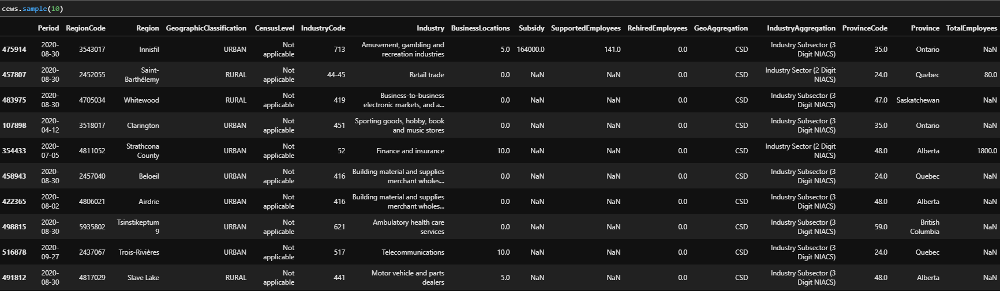 cews.sample(10)
Period RegionCode Region GeographicClassification CensusLevel IndustryCode Industry BusinessLocations Subsidy SupportedEmployees RehiredEmployees GeoAggregation IndustryAggregation ProvinceCode Province TotalEmployees
475914 2020-08-30 3543017 Innisfil URBAN Not applicable 713 Amusement, gambling and recreation industries 5.0 164000.0 141.0 0.0 CSD Industry Subsector (3 Digit NIACS) 35.0 Ontario NaN
457807 2020-08-30 2452055 Saint-Barthélemy RURAL Not applicable 44-45 Retail trade 0.0 NaN NaN 0.0 CSD Industry Sector (2 Digit NIACS) 24.0 Quebec 80.0
483975 2020-08-30 4705034 Whitewood RURAL Not applicable 419 Business-to-business electronic markets, and a... 0.0 NaN NaN 0.0 CSD Industry Subsector (3 Digit NIACS) 47.0 Saskatchewan NaN
107898 2020-04-12 3518017 Clarington URBAN Not applicable 451 Sporting goods, hobby, book and music stores 0.0 NaN NaN 0.0 CSD Industry Subsector (3 Digit NIACS) 35.0 Ontario NaN
354433 2020-07-05 4811052 Strathcona County URBAN Not applicable 52 Finance and insurance 10.0 NaN NaN 0.0 CSD Industry Sector (2 Digit NIACS) 48.0 Alberta 1800.0
458943 2020-08-30 2457040 Beloeil URBAN Not applicable 416 Building material and supplies merchant wholes... 0.0 NaN NaN 0.0 CSD Industry Subsector (3 Digit NIACS) 24.0 Quebec NaN
422365 2020-08-02 4806021 Airdrie URBAN Not applicable 416 Building material and supplies merchant wholes... 0.0 NaN NaN 0.0 CSD Industry Subsector (3 Digit NIACS) 48.0 Alberta NaN
498815 2020-08-30 5935802 Tsinstikeptum 9 URBAN Not applicable 621 Ambulatory health care services 0.0 NaN NaN 0.0 CSD Industry Subsector (3 Digit NIACS) 59.0 British Columbia NaN
516878 2020-09-27 2437067 Trois-Rivières URBAN Not applicable 517 Telecommunications 10.0 NaN NaN 0.0 CSD Industry Subsector (3 Digit NIACS) 24.0 Quebec NaN
491812 2020-08-30 4817029 Slave Lake RURAL Not applicable 441 Motor vehicle and parts dealers 5.0 NaN NaN 0.0 CSD Industry Subsector (3 Digit NIACS) 48.0 Alberta NaN